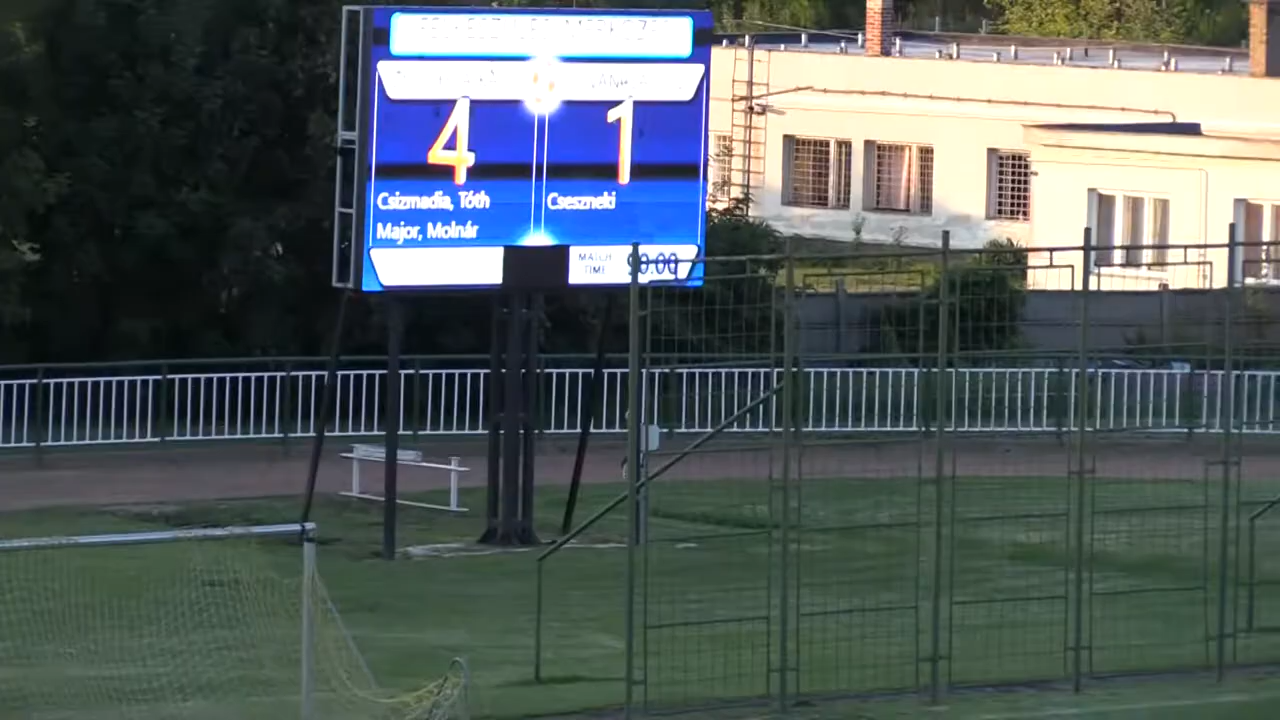 4 1
Csizmadia, Tóth
Cseszneki
Major, Molnár
MATCH
TIME
90:00